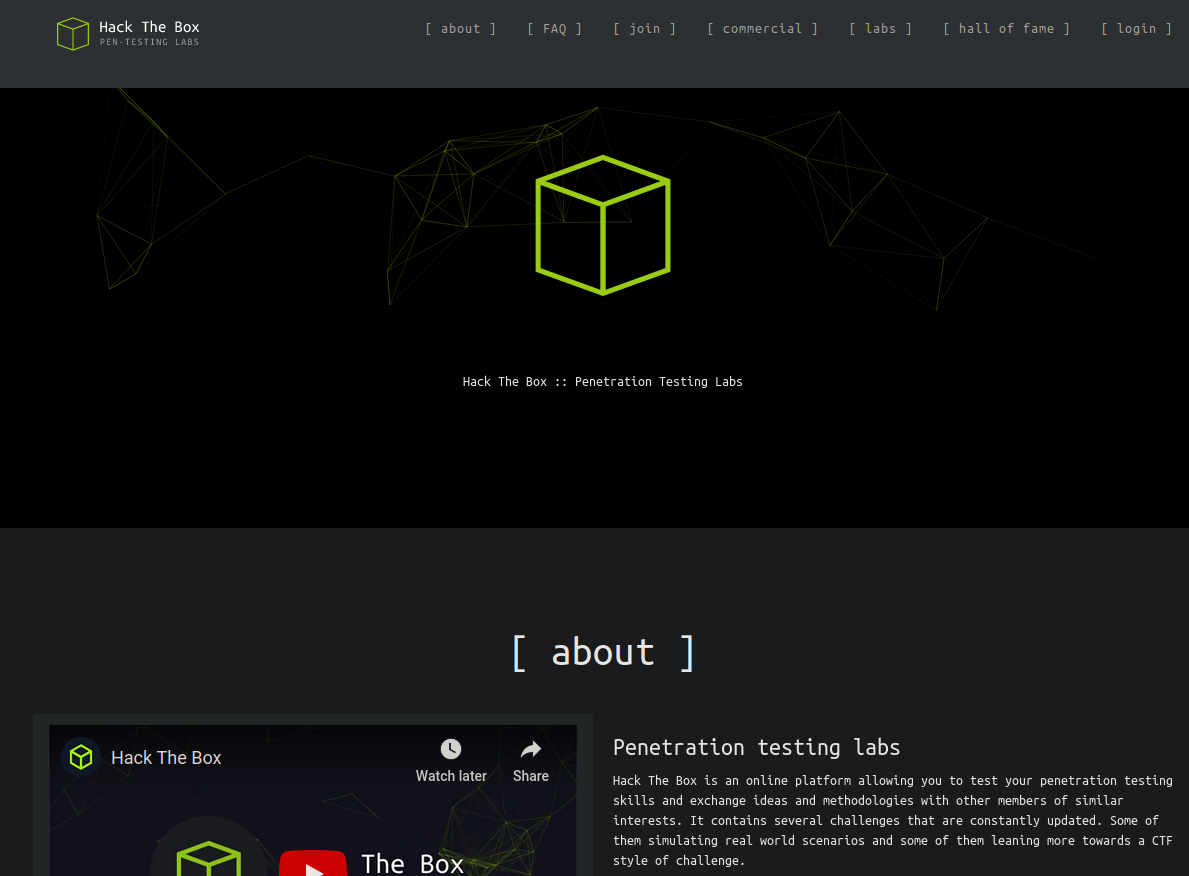 Hack The Box
PEN-TESTING LABS
[ about ] [ FAQ ] [ join ] [ commercial ] [ labs ] [ hall of fame ] [ login ]
Hack The Box :: Penetration Testing Labs
[ about ]
Hack The Box
Watch later
Share
The Box
Penetration testing labs
Hack The Box is an online platform allowing you to test your penetration testing
skills and exchange ideas and methodologies with other members of similar
interests. It contains several challenges that are constantly updated. Some of
them simulating real world scenarios and some of them leaning more towards a CTF
style of challenge.